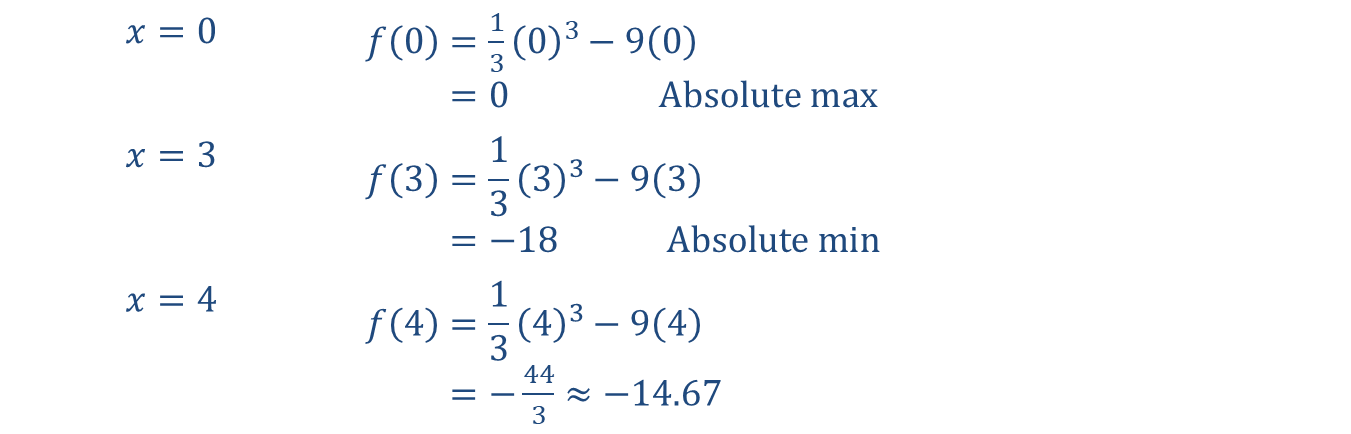 x = 0 f(0) = 1/3 (0)³ − 9(0)
= 0 Absolute max
x = 3 f(3) = 1/3 (3)³ − 9(3)
= −18 Absolute min
x = 4 f(4) = 1/3 (4)³ − 9(4)
= − 44/3 ≈ −14.67